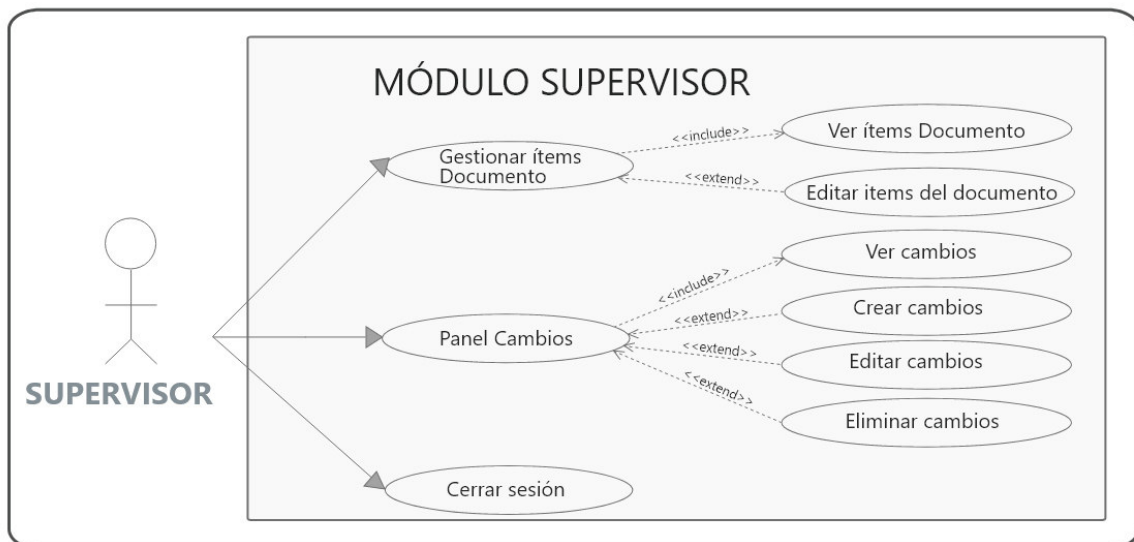 MÓDULO SUPERVISOR
Gestionar ítems
Documento
<<include>>
Ver ítems Documento
<<extend>>
Editar items del documento
SUPERVISOR
Panel Cambios
<<include>>
Ver cambios
<<extend>>
Crear cambios
<<extend>>
Editar cambios
<<extend>>
Eliminar cambios
Cerrar sesión